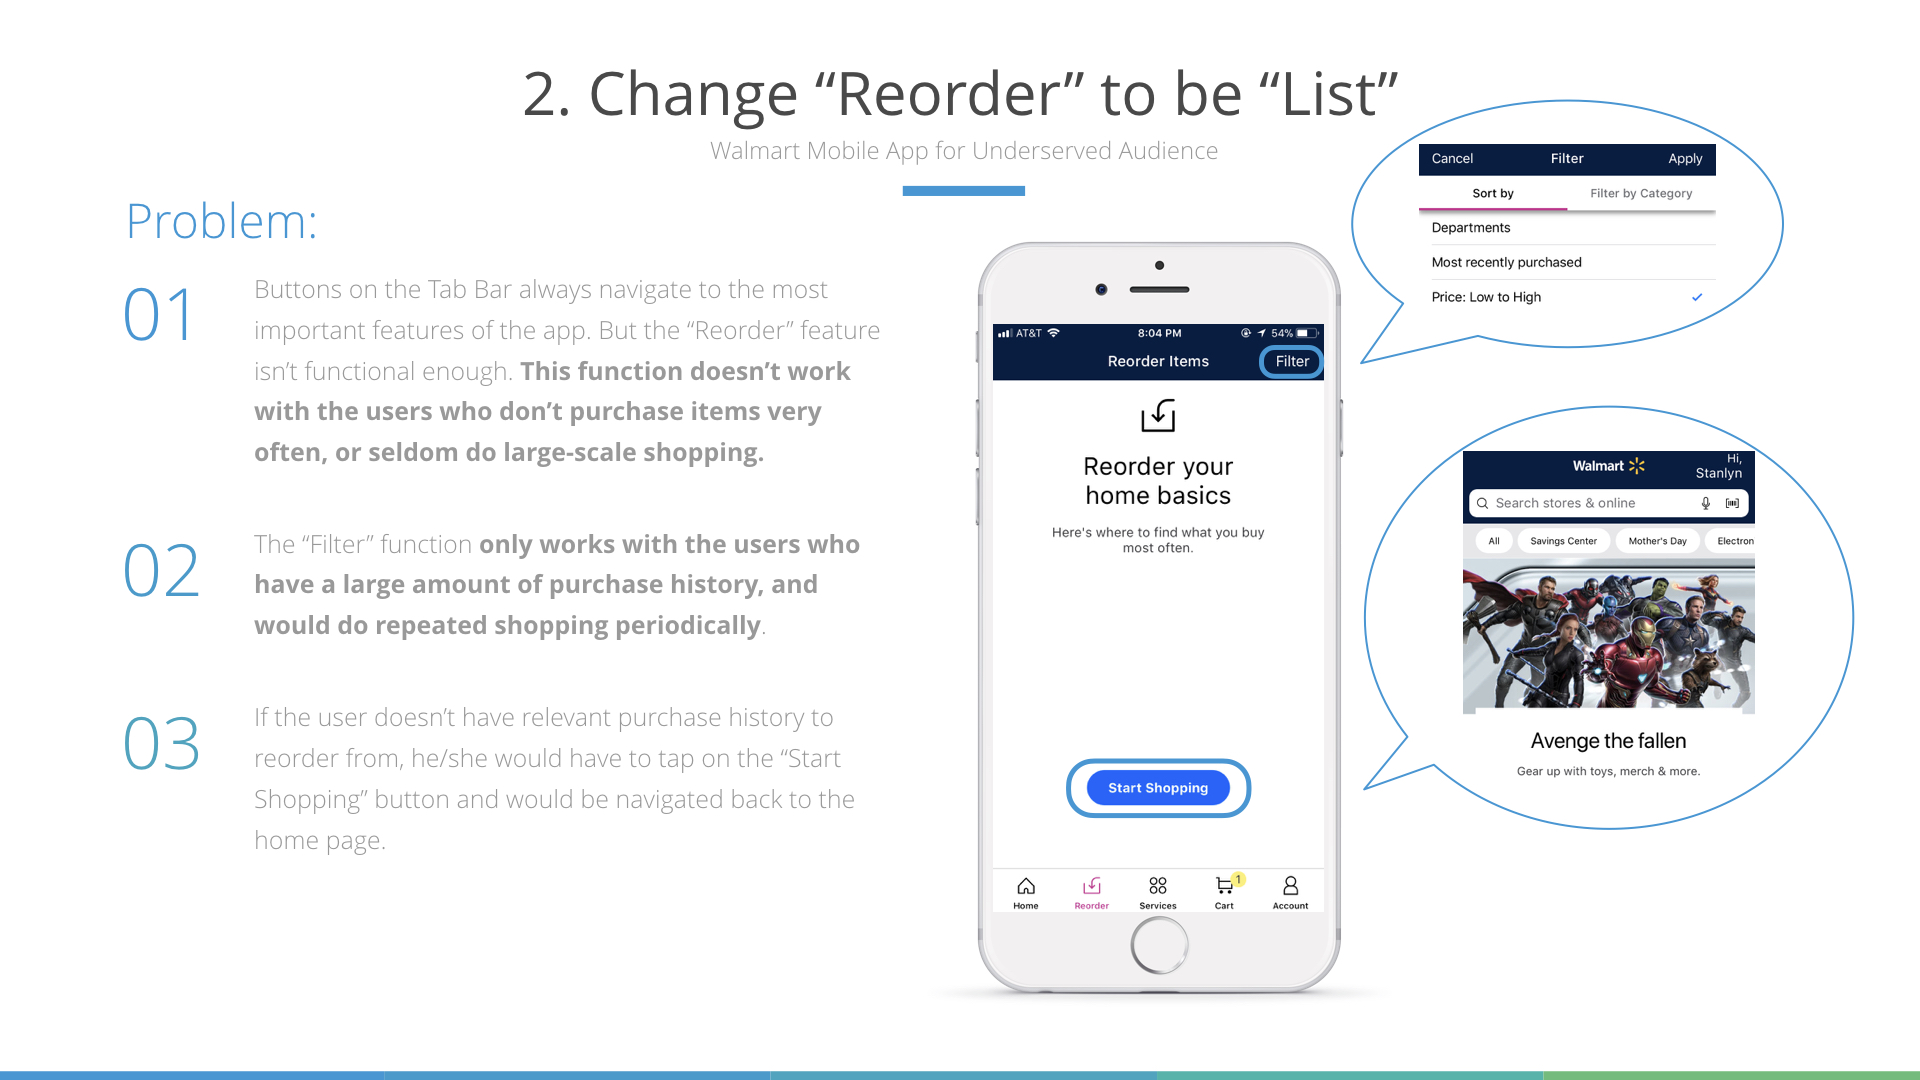 2. Change “Reorder” to be “List”
Walmart Mobile App for Underserved Audience
Problem:
01
Buttons on the Tab Bar always navigate to the most
important features of the app. But the “Reorder” feature
isn’t functional enough. This function doesn’t work
with the users who don’t purchase items very
often, or seldom do large-scale shopping.
02
The “Filter” function only works with the users who
have a large amount of purchase history, and
would do repeated shopping periodically.
03
If the user doesn’t have relevant purchase history to
reorder from, he/she would have to tap on the “Start
Shopping” button and would be navigated back to the
home page.
AT&T 8:04 PM 54%
Reorder Items Filter
Reorder your
home basics
Here's where to find what you buy
most often.
Start Shopping
1
Home Reorder Services Cart Account
Cancel Filter Apply
Sort by Filter by Category
Departments
Most recently purchased
Price: Low to High
Walmart Hi,
Stanlyn
Search stores & online
All Savings Center Mother's Day Electron
Avenge the fallen
Gear up with toys, merch & more.